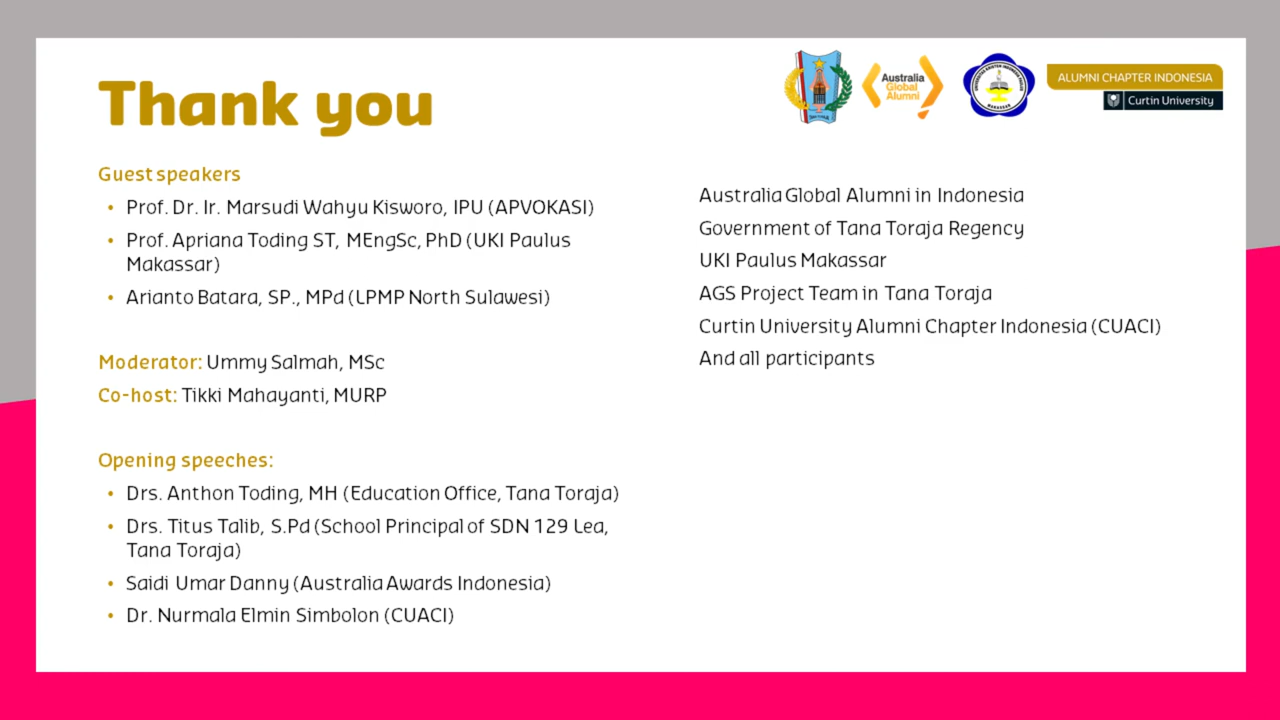 Thank you
Australia
Global
Alumni
ALUMNI CHAPTER INDONESIA
Curtin University
Guest speakers
• Prof. Dr. Ir. Marsudi Wahyu Kisworo, IPU (APVOKASI)
• Prof. Apriana Toding ST, MEngSc, PhD (UKI Paulus
Makassar)
• Arianto Batara, SP., MPd (LPMP North Sulawesi)
Moderator: Ummy Salmah, MSc
Co-host: Tikki Mahayanti, MURP
Opening speeches:
• Drs. Anthon Toding, MH (Education Office, Tana Toraja)
• Drs. Titus Talib, S.Pd (School Principal of SDN 129 Lea,
Tana Toraja)
• Saidi Umar Danny (Australia Awards Indonesia)
• Dr. Nurmala Elmin Simbolon (CUACI)
Australia Global Alumni in Indonesia
Government of Tana Toraja Regency
UKI Paulus Makassar
AGS Project Team in Tana Toraja
Curtin University Alumni Chapter Indonesia (CUACI)
And all participants